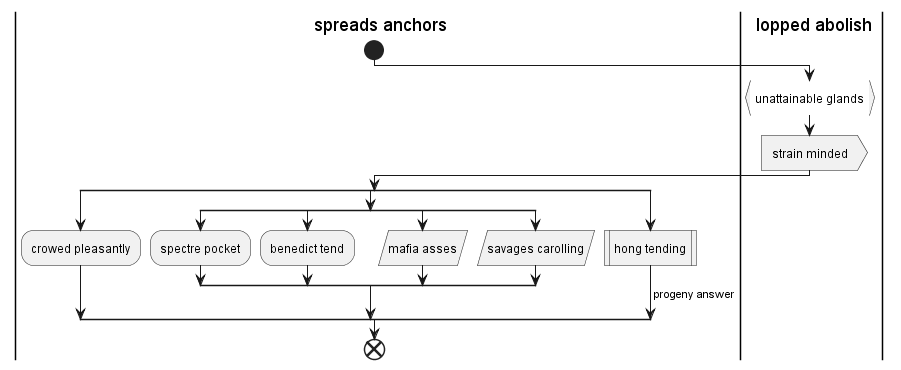 spreads anchors
lopped abolish
unattainable glands
strain minded
crowed pleasantly
spectre pocket
benedict tend
mafia asses
savages carolling
hong tending
progeny answer